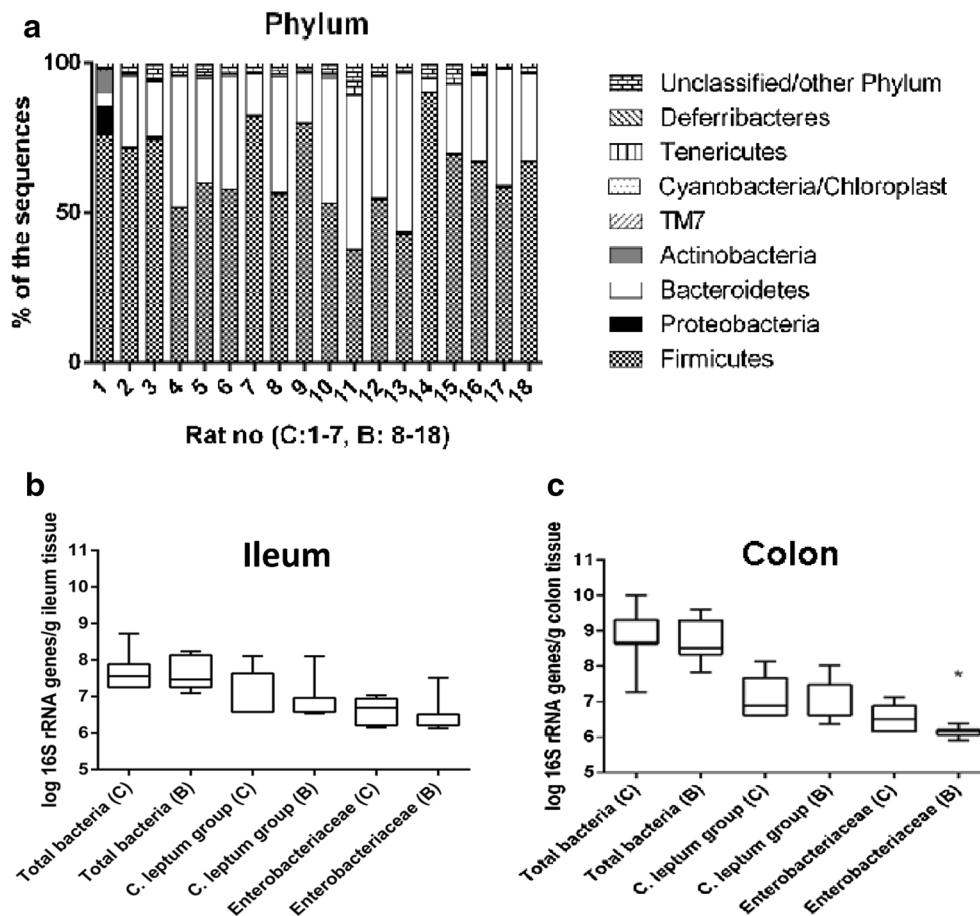 a
Phylum
% of the sequences
100
50
0
1 2 3 4 5 6 7 8 9 10 11 12 13 14 15 16 17 18
Rat no (C:1-7, B: 8-18)
Unclassified/other Phylum
Deferribacteres
Tenericutes
Cyanobacteria/Chloroplast
TM7
Actinobacteria
Bacteroidetes
Proteobacteria
Firmicutes
b
Ileum
log 16S rRNA genes/g ileum tissue
11
10
9
8
7
6
5
Total bacteria (C)
Total bacteria (B)
C. leptum group (C)
C. leptum group (B)
Enterobacteriaceae (C)
Enterobacteriaceae (B)
c
Colon
log 16S rRNA genes/g colon tissue
11
10
9
8
7
6
5
*
Total bacteria (C)
Total bacteria (B)
C. leptum group (C)
C. leptum group (B)
Enterobacteriaceae (C)
Enterobacteriaceae (B)